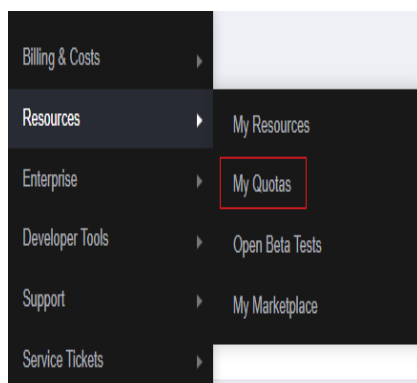 Billing & Costs
Resources
Enterprise
Developer Tools
Support
Service Tickets
My Resources
My Quotas
Open Beta Tests
My Marketplace